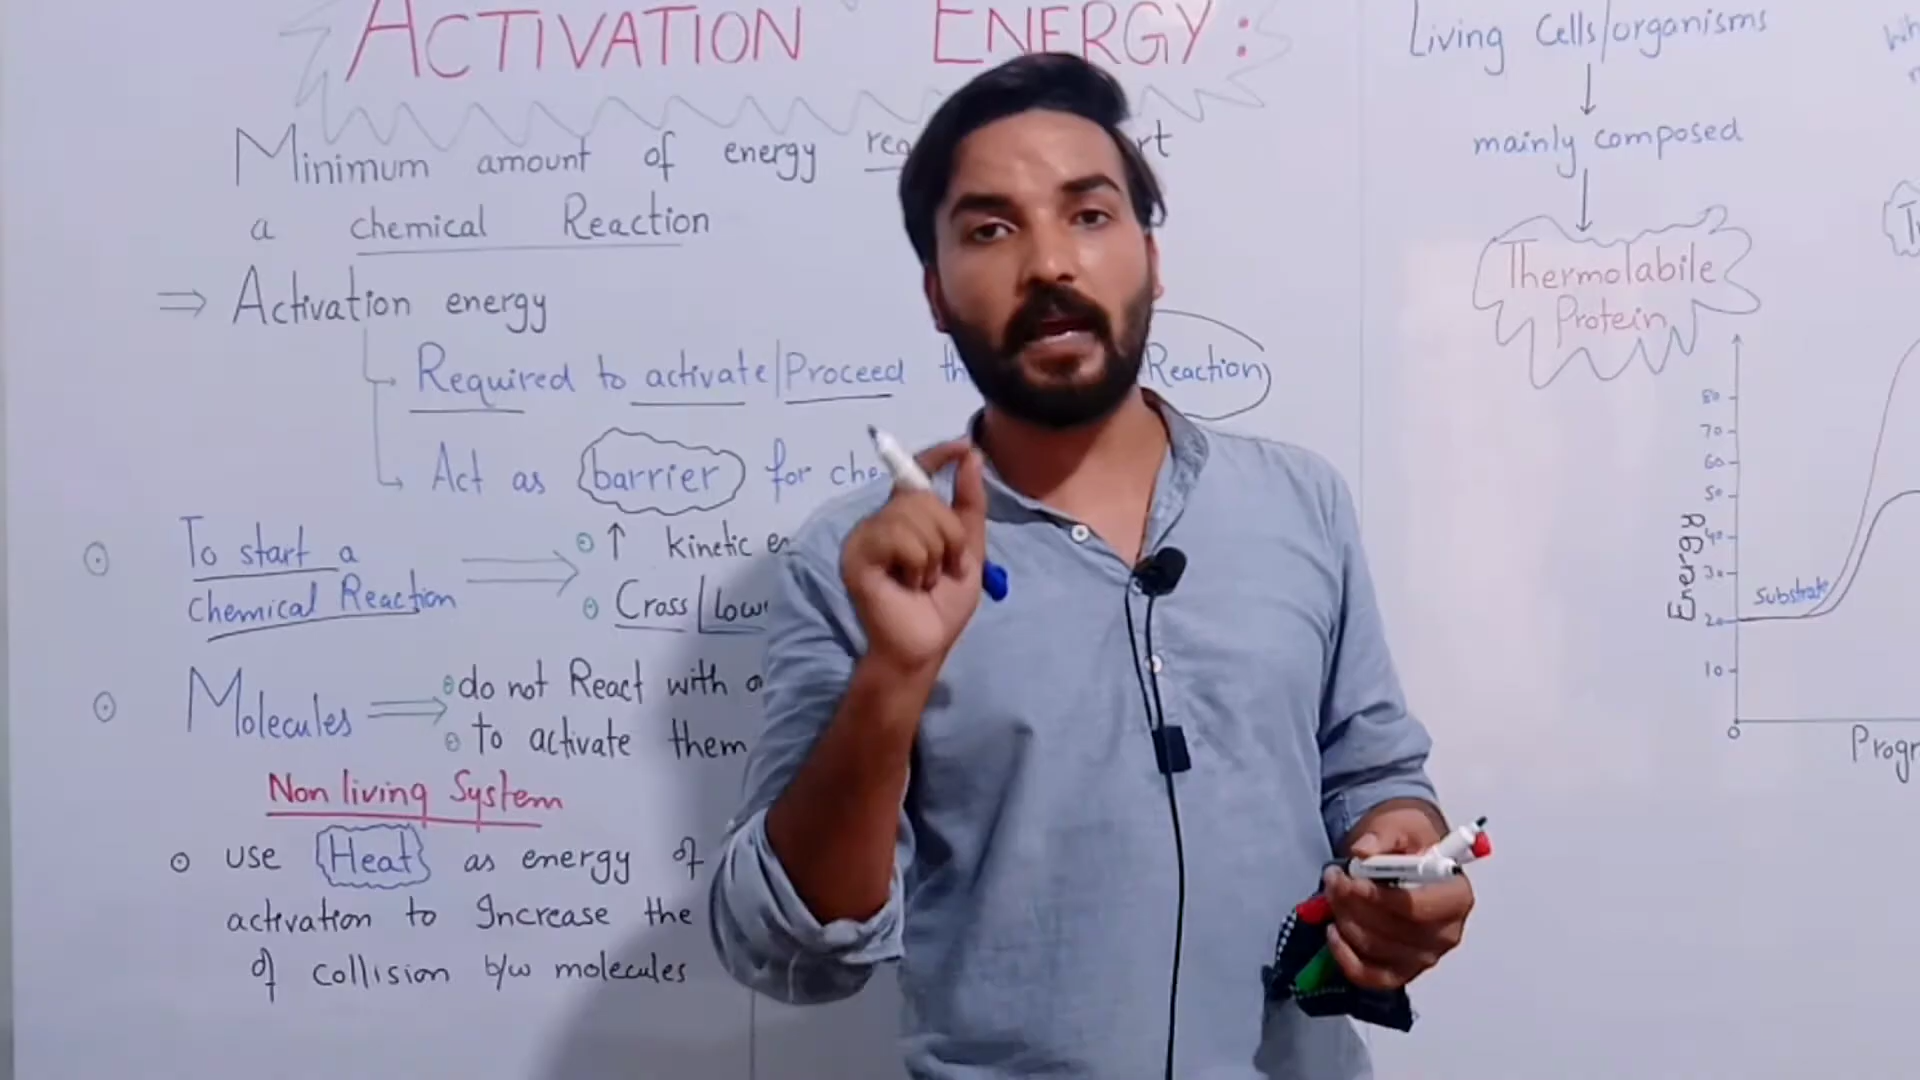 ACTIVATION ENERGY:
Minimum amount of energy
a chemical Reaction
⇒ Activation energy
Required to activate/Proceed Reaction
Act as barrier for
To start a
chemical Reaction
↑ kinetic
Cross/
Molecules
do not React with
to activate them
Non living System
use Heat as energy of
activation to Increase the
of collision b/w molecules
Living Cells/organisms
mainly composed
Thermolabile
Protein
80
70
60
50
40
30
20
10
0
Energy
Substrate